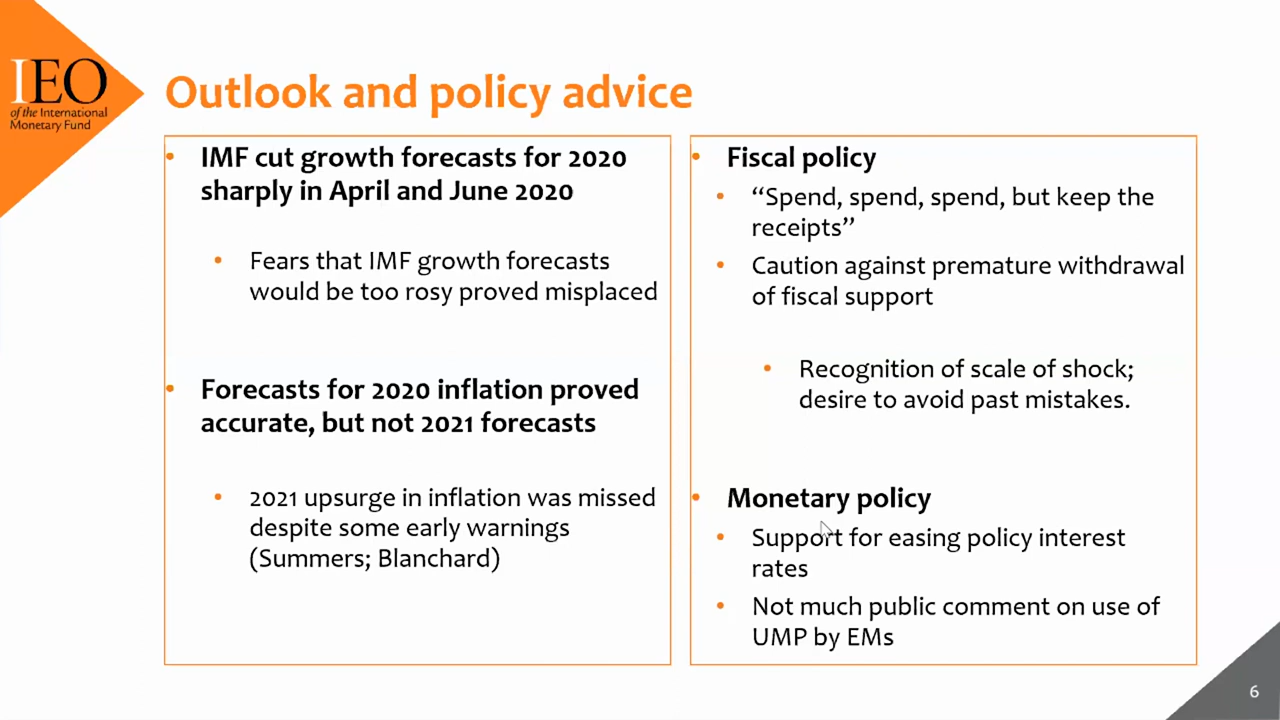 IEO
of the International
Monetary Fund
Outlook and policy advice
• IMF cut growth forecasts for 2020
sharply in April and June 2020
• Fears that IMF growth forecasts
would be too rosy proved misplaced
• Forecasts for 2020 inflation proved
accurate, but not 2021 forecasts
• 2021 upsurge in inflation was missed
despite some early warnings
(Summers; Blanchard)
• Fiscal policy
• “Spend, spend, spend, but keep the
receipts”
• Caution against premature withdrawal
of fiscal support
• Recognition of scale of shock;
desire to avoid past mistakes.
• Monetary policy
• Support for easing policy interest
rates
• Not much public comment on use of
UMP by EMs
6